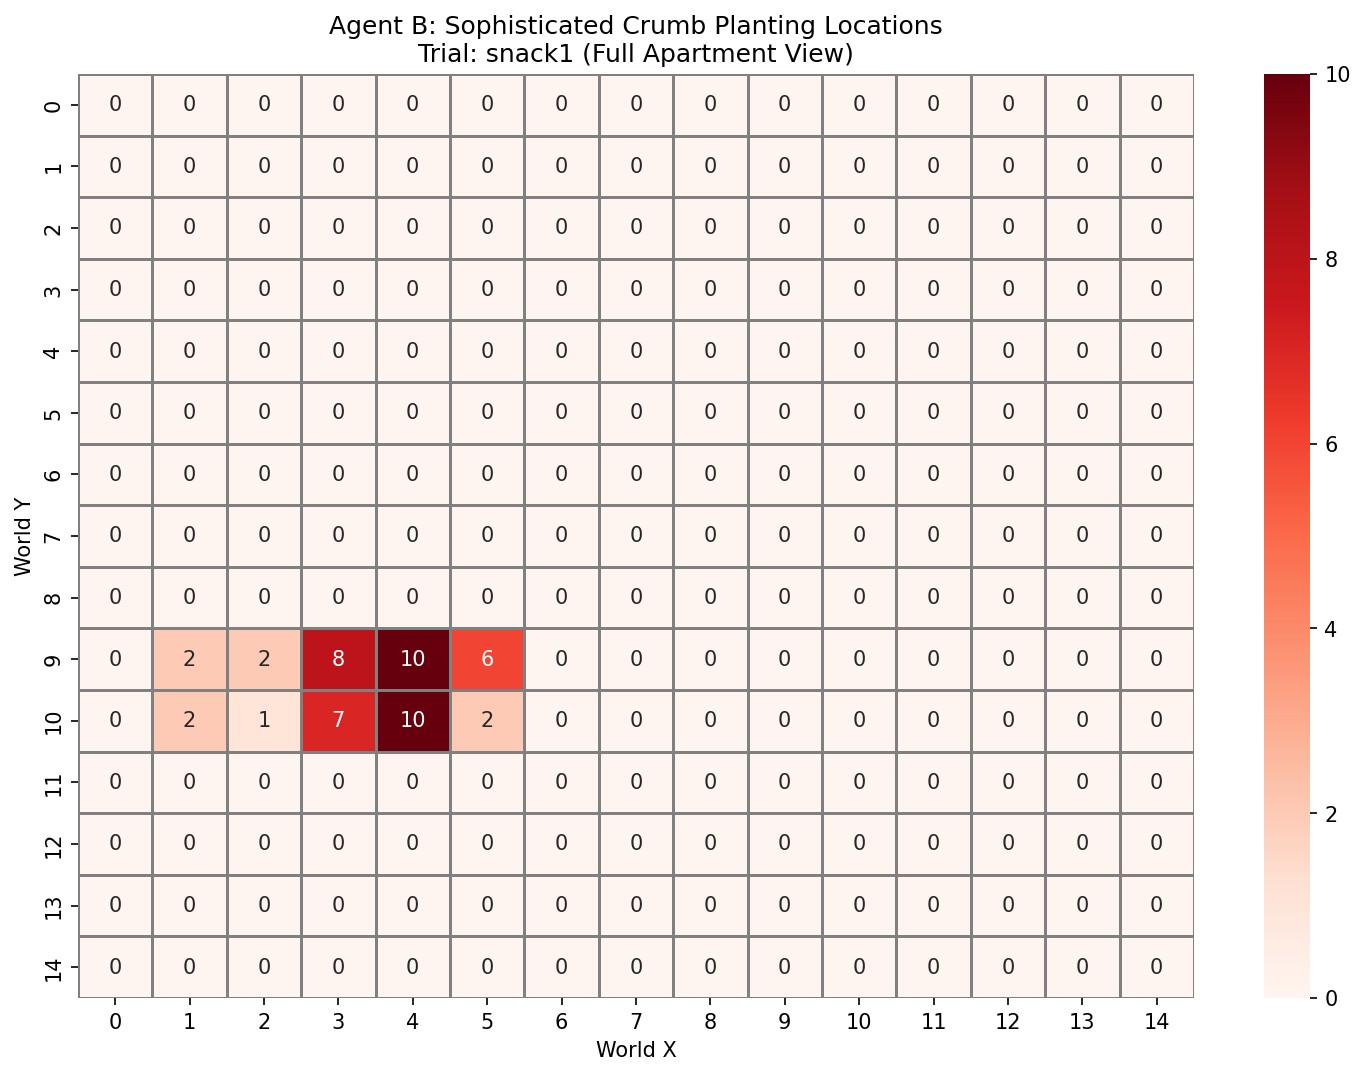 Agent B: Sophisticated Crumb Planting Locations
Trial: snack1 (Full Apartment View)
0 0 0 0 0 0 0 0 0 0 0 0 0 0 0 0
1 0 0 0 0 0 0 0 0 0 0 0 0 0 0 0
2 0 0 0 0 0 0 0 0 0 0 0 0 0 0 0
3 0 0 0 0 0 0 0 0 0 0 0 0 0 0 0
4 0 0 0 0 0 0 0 0 0 0 0 0 0 0 0
5 0 0 0 0 0 0 0 0 0 0 0 0 0 0 0
6 0 0 0 0 0 0 0 0 0 0 0 0 0 0 0
7 0 0 0 0 0 0 0 0 0 0 0 0 0 0 0
8 0 0 0 0 0 0 0 0 0 0 0 0 0 0 0
9 0 2 2 8 10 6 0 0 0 0 0 0 0 0 0
10 0 2 1 7 10 2 0 0 0 0 0 0 0 0 0
11 0 0 0 0 0 0 0 0 0 0 0 0 0 0 0
12 0 0 0 0 0 0 0 0 0 0 0 0 0 0 0
13 0 0 0 0 0 0 0 0 0 0 0 0 0 0 0
14 0 0 0 0 0 0 0 0 0 0 0 0 0 0 0
0 1 2 3 4 5 6 7 8 9 10 11 12 13 14
World X
World Y
10
8
6
4
2
0